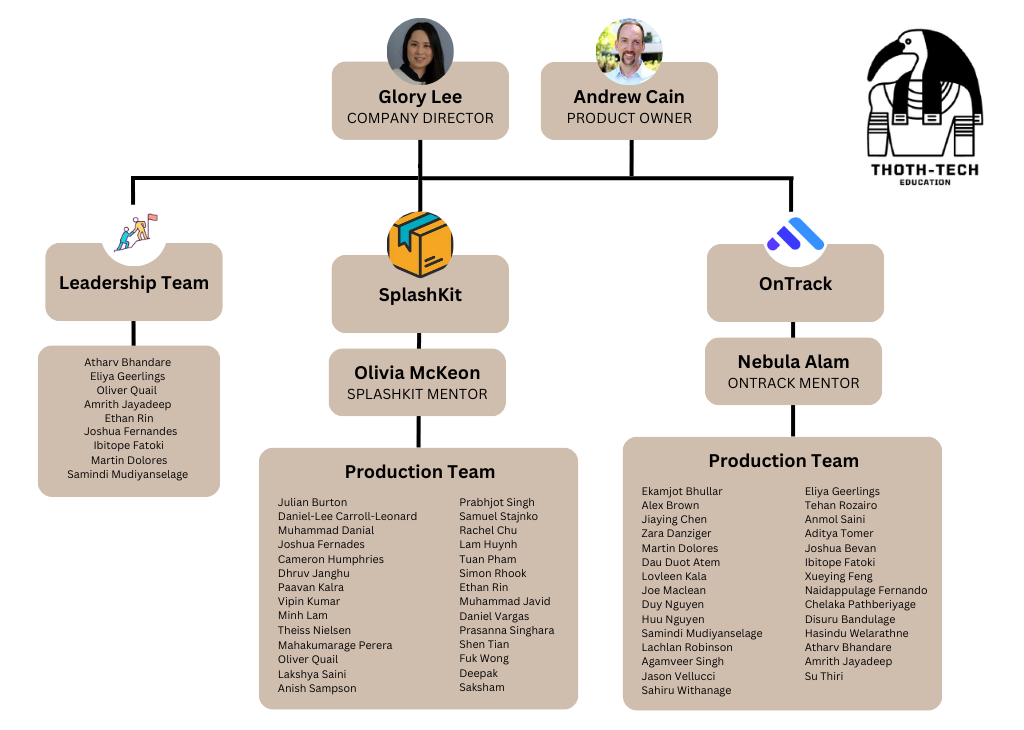 Glory Lee
COMPANY DIRECTOR
Andrew Cain
PRODUCT OWNER
THOTH-TECH
EDUCATION
Leadership Team
Atharv Bhandare
Eliya Geerlings
Oliver Quail
Amrith Jayadeep
Ethan Rin
Joshua Fernandes
Ibitope Fatoki
Martin Dolores
Samindi Mudiyanselage
SplashKit
Olivia McKeon
SPLASHKIT MENTOR
Production Team
Julian Burton
Daniel-Lee Carroll-Leonard
Muhammad Danial
Joshua Fernades
Cameron Humphries
Dhruv Janghu
Paavan Kalra
Vipin Kumar
Minh Lam
Theiss Nielsen
Mahakumarage Perera
Oliver Quail
Lakshya Saini
Anish Sampson
Prabhjot Singh
Samuel Stajnko
Rachel Chu
Lam Huynh
Tuan Pham
Simon Rhook
Ethan Rin
Muhammad Javid
Daniel Vargas
Prasanna Singhara
Shen Tian
Fuk Wong
Deepak
Saksham
OnTrack
Nebula Alam
ONTRACK MENTOR
Production Team
Ekamjot Bhullar
Alex Brown
Jiaying Chen
Zara Danziger
Martin Dolores
Dau Duot Atem
Lovleen Kala
Joe Maclean
Duy Nguyen
Huu Nguyen
Samindi Mudiyanselage
Lachlan Robinson
Agamveer Singh
Jason Vellucci
Sahiru Withanage
Eliya Geerlings
Tehan Rozairo
Anmol Saini
Aditya Tomer
Joshua Bevan
Ibitope Fatoki
Xueying Feng
Naidappulage Fernando
Chelaka Pathberiyage
Disuru Bandulage
Hasindu Welarathne
Atharv Bhandare
Amrith Jayadeep
Su Thiri